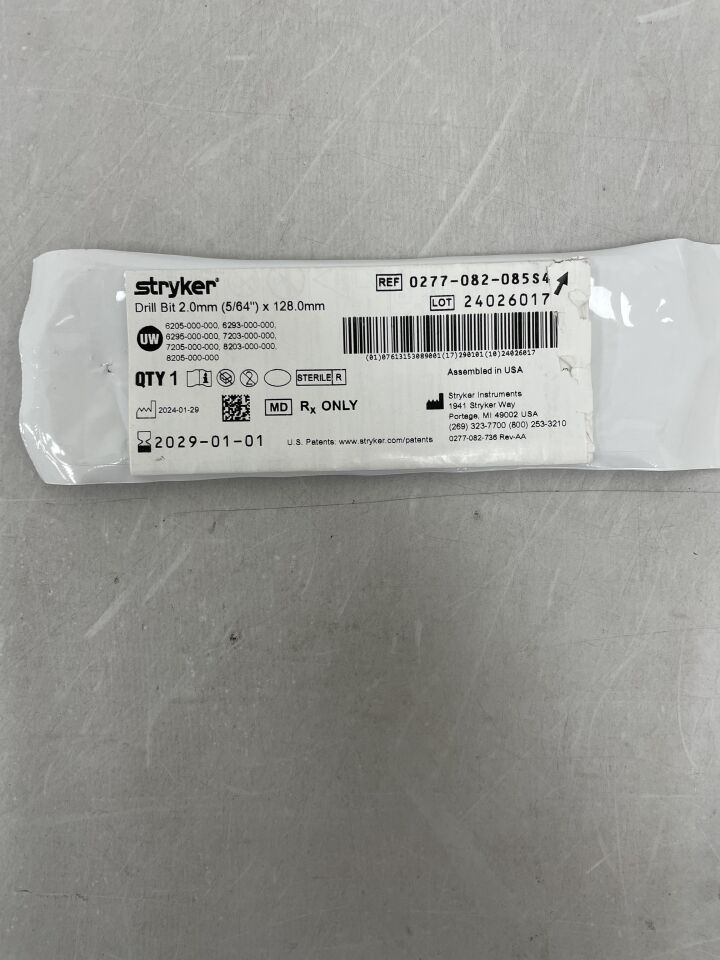 stryker®
REF 0277-082-085S4
Drill Bit 2.0mm (5/64") x 128.0mm
LOT 24026017
UW
6205-000-000, 6293-000-000,
6295-000-000, 7203-000-000,
7205-000-000, 8203-000-000,
8205-000-000
(01)07613153089001(17)290101(10)24026017
QTY 1
STERILE R
Assembled in USA
2024-01-29
MD Rx ONLY
Stryker Instruments
1941 Stryker Way
Portage, MI 49002 USA
(269) 323-7700 (800) 253-3210
2029-01-01
U.S. Patents: www.stryker.com/patents
0277-082-736 Rev-AA